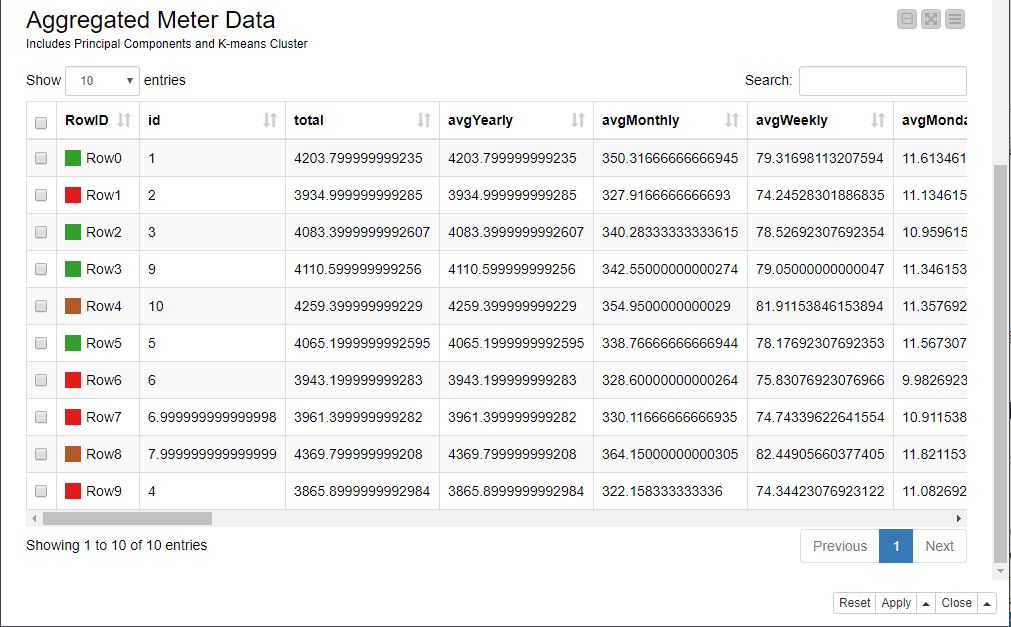 Aggregated Meter Data
Includes Principal Components and K-means Cluster
Show 10 entries Search:
RowID id total avgYearly avgMonthly avgWeekly avgMonda
Row0 1 4203.799999999235 4203.799999999235 350.31666666666945 79.31698113207594 11.613461
Row1 2 3934.499999999285 3934.499999999285 327.9166666666693 74.24528301886835 11.134615
Row2 3 4083.3999999992607 4083.3999999992607 340.28333333333615 78.52692307692354 10.959615
Row3 9 4110.599999999256 4110.599999999256 342.55000000000274 79.05000000000047 11.346153
Row4 10 4259.399999999229 4259.399999999229 354.9500000000029 81.91153846153894 11.357692
Row5 5 4065.1999999992595 4065.1999999992595 338.76666666666944 78.17692307692353 11.567307
Row6 6 3943.199999999283 3943.199999999283 328.60000000000264 75.83076923076966 9.9826923
Row7 6.999999999999998 3961.399999999282 3961.399999999282 330.11666666666935 74.74339622641554 10.911538
Row8 7.999999999999999 4369.799999999208 4369.799999999208 364.15000000000305 82.44905660377405 11.821153
Row9 4 3865.8999999992984 3865.8999999992984 322.158333333336 74.34423076923122 11.082692
Showing 1 to 10 of 10 entries Previous 1 Next
Reset Apply Close